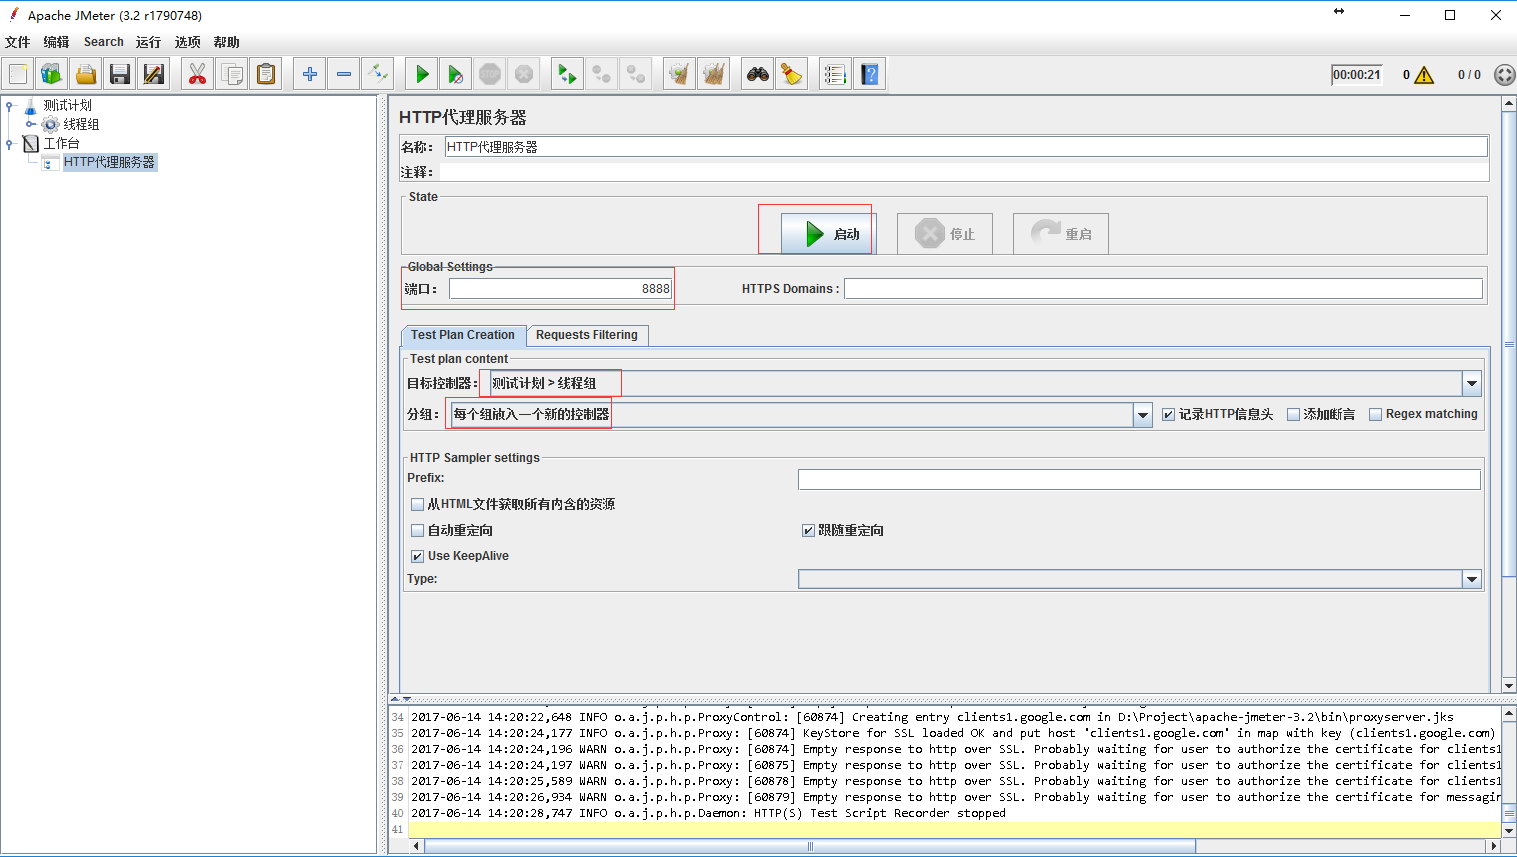 Apache JMeter (3.2 r1790748)
文件 编辑 Search 运行 选项 帮助
00:00:21 0 0 / 0
测试计划
线程组
工作台
HTTP代理服务器
HTTP代理服务器
名称： HTTP代理服务器
注释：
State
启动 停止 重启
Global Settings
端口： 8888 HTTPS Domains :
Test Plan Creation Requests Filtering
Test plan content
目标控制器： 测试计划 > 线程组
分组： 每个组放入一个新的控制器 记录HTTP信息头 添加断言 Regex matching
HTTP Sampler settings
Prefix:
从HTML文件获取所有内含的资源
自动重定向 跟随重定向
Use KeepAlive
Type:
34 2017-06-14 14:20:22,648 INFO o.a.j.p.h.p.ProxyControl: [60874] Creating entry clients1.google.com in D:\Project\apache-jmeter-3.2\bin\proxyserver.jks
35 2017-06-14 14:20:24,177 INFO o.a.j.p.h.p.Proxy: [60874] KeyStore for SSL loaded OK and put host 'clients1.google.com' in map with key (clients1.google.com)
36 2017-06-14 14:20:24,196 WARN o.a.j.p.h.p.Proxy: [60874] Empty response to http over SSL. Probably waiting for user to authorize the certificate for clients1
37 2017-06-14 14:20:24,197 WARN o.a.j.p.h.p.Proxy: [60875] Empty response to http over SSL. Probably waiting for user to authorize the certificate for clients1
38 2017-06-14 14:20:25,589 WARN o.a.j.p.h.p.Proxy: [60878] Empty response to http over SSL. Probably waiting for user to authorize the certificate for clients1
39 2017-06-14 14:20:26,934 WARN o.a.j.p.h.p.Proxy: [60879] Empty response to http over SSL. Probably waiting for user to authorize the certificate for messagin
40 2017-06-14 14:20:28,747 INFO o.a.j.p.h.p.Daemon: HTTP(S) Test Script Recorder stopped
41